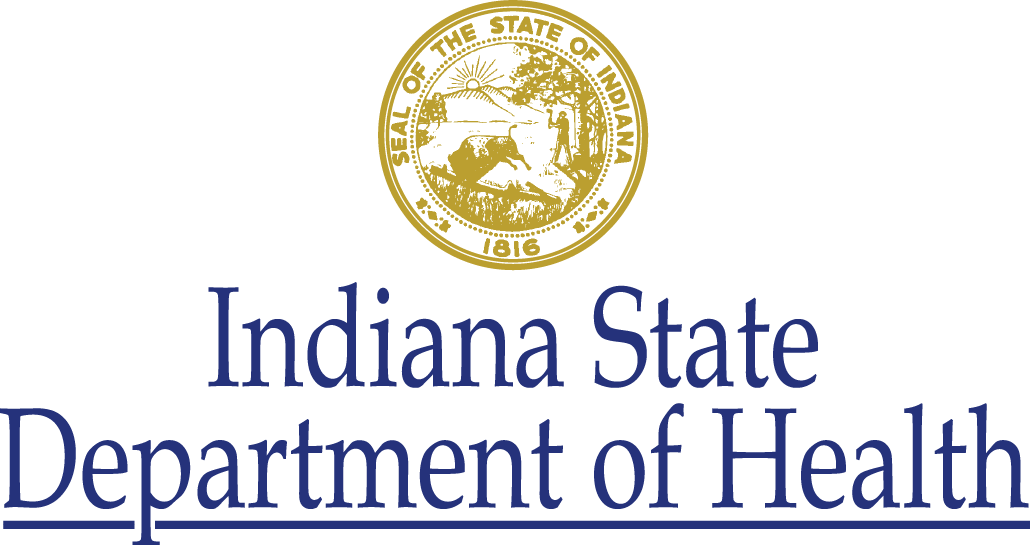 SEAL OF THE STATE OF INDIANA
1816
Indiana State
Department of Health